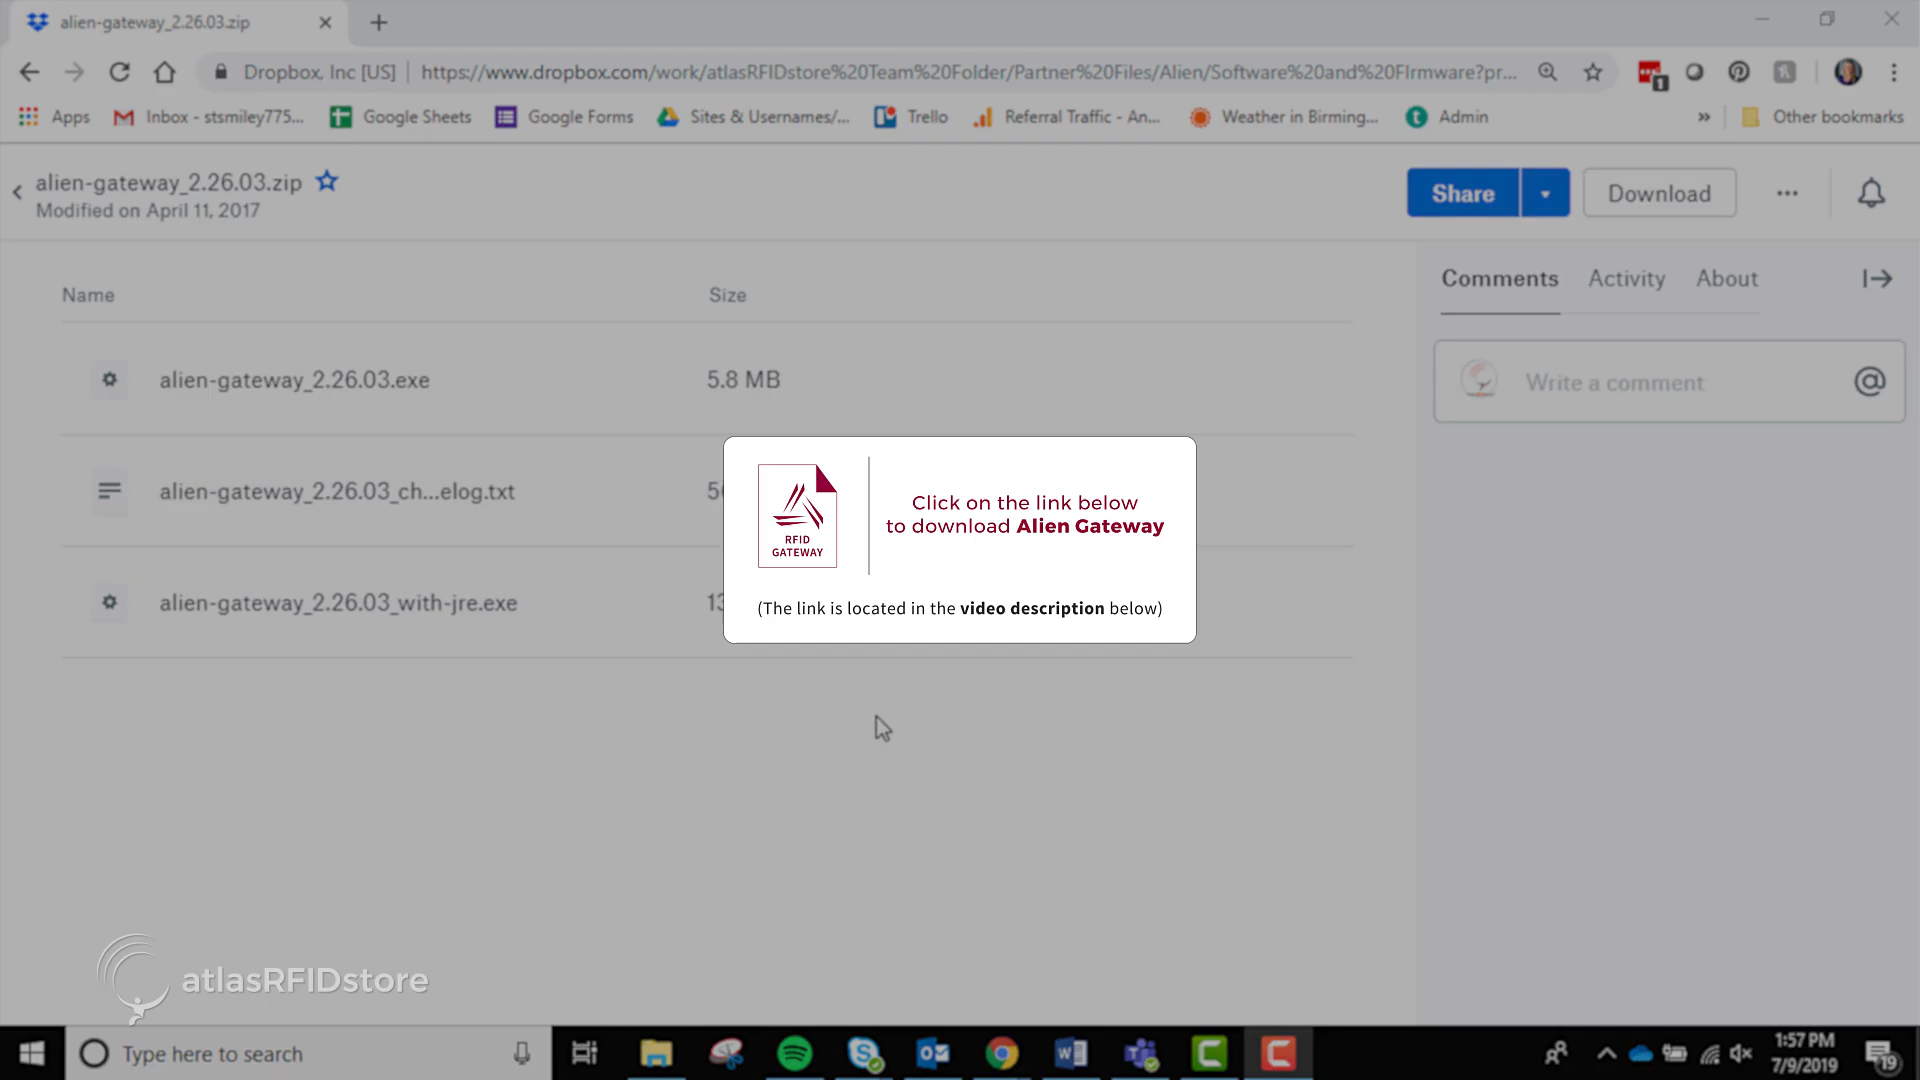 alien-gateway_2.26.03.zip
Dropbox, Inc [US] | https://www.dropbox.com/work/atlasRFIDstore%20Team%20Folder/Partner%20Files/Alien/Software%20and%20FIrmware?pr...
Apps
Inbox - stsmiley775...
Google Sheets
Google Forms
Sites & Usernames/...
Trello
Referral Traffic - An...
Weather in Birming...
Admin
»
Other bookmarks
alien-gateway_2.26.03.zip
Modified on April 11, 2017
Share
Download
Comments
Activity
About
Name
Size
alien-gateway_2.26.03.exe
5.8 MB
Write a comment
@
alien-gateway_2.26.03_ch...elog.txt
alien-gateway_2.26.03_with-jre.exe
13
RFID
GATEWAY
Click on the link below
to download Alien Gateway
(The link is located in the video description below)
atlasRFIDstore
Type here to search
1:57 PM
7/9/2019
19